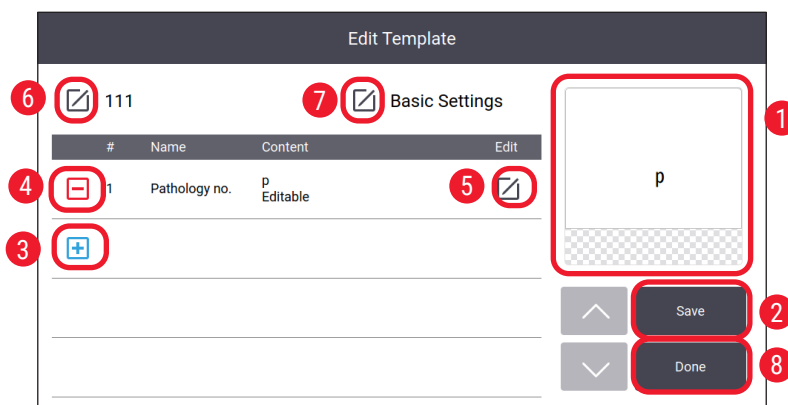 Edit Template
6 111 7 Basic Settings
1
# Name Content Edit
4 1 Pathology no. p 5
Editable
p
3
Save 2
Done 8